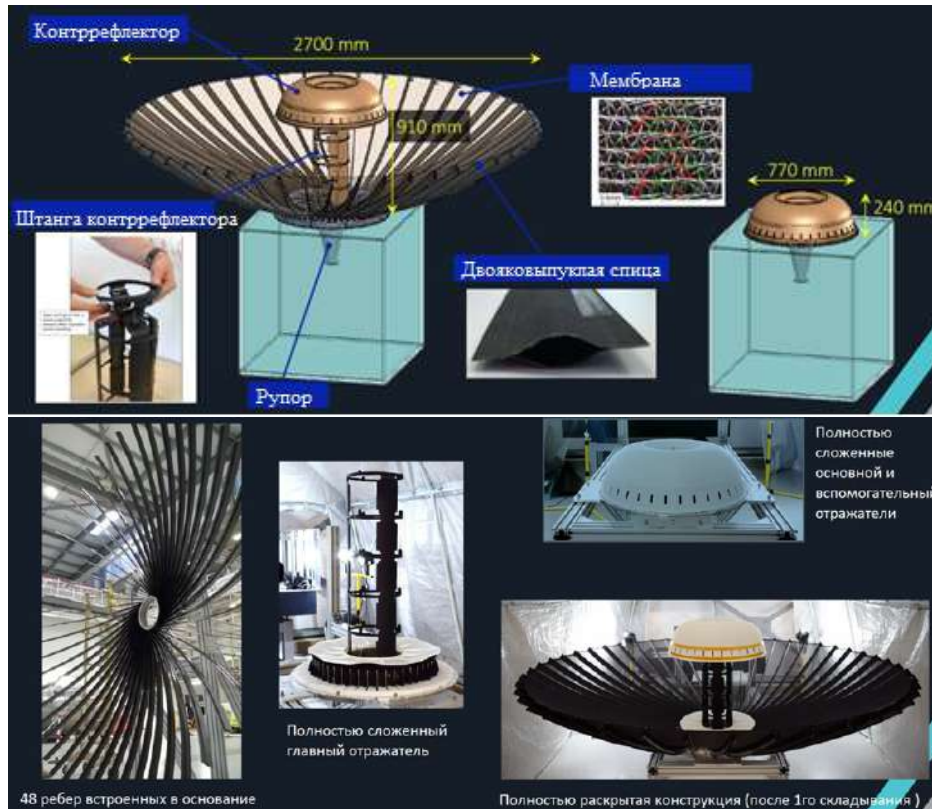 Контррефлектор
2700 mm
Мембрана
910 mm
770 mm
240 mm
Штанга контррефлектора
Двояковыпуклая спица
Рупор
Полностью
сложенные
основной и
вспомогательный
отражатели
Полностью сложенный
главный отражатель
48 ребер встроенных в основание
Полностью раскрытая конструкция (после 1го складывания )